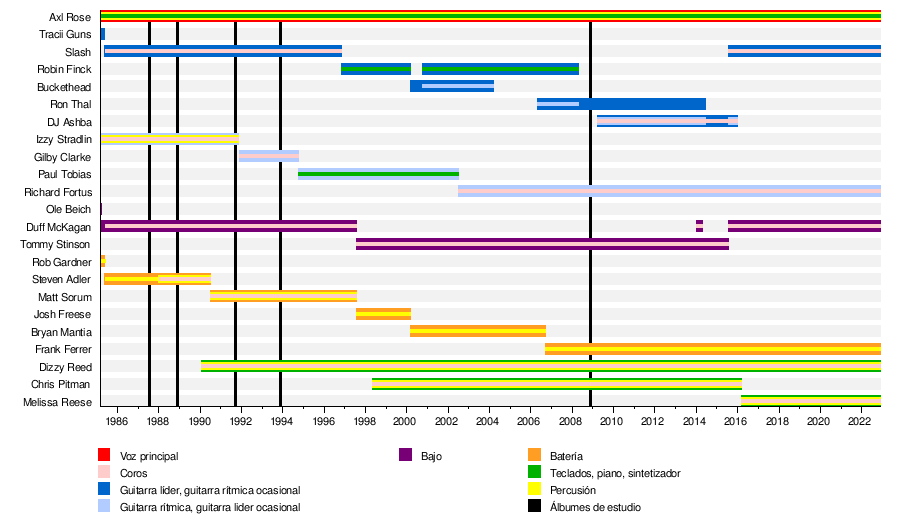 Axl Rose
Tracii Guns
Slash
Robin Finck
Buckethead
Ron Thal
DJ Ashba
Izzy Stradlin
Gilby Clarke
Paul Tobias
Richard Fortus
Ole Beich
Duff McKagan
Tommy Stinson
Rob Gardner
Steven Adler
Matt Sorum
Josh Freese
Bryan Mantia
Frank Ferrer
Dizzy Reed
Chris Pitman
Melissa Reese
1986 1988 1990 1992 1994 1996 1998 2000 2002 2004 2006 2008 2010 2012 2014 2016 2018 2020 2022
Voz principal
Coros
Guitarra líder, guitarra rítmica ocasional
Guitarra rítmica, guitarra líder ocasional
Bajo
Batería
Teclados, piano, sintetizador
Percusión
Álbumes de estudio